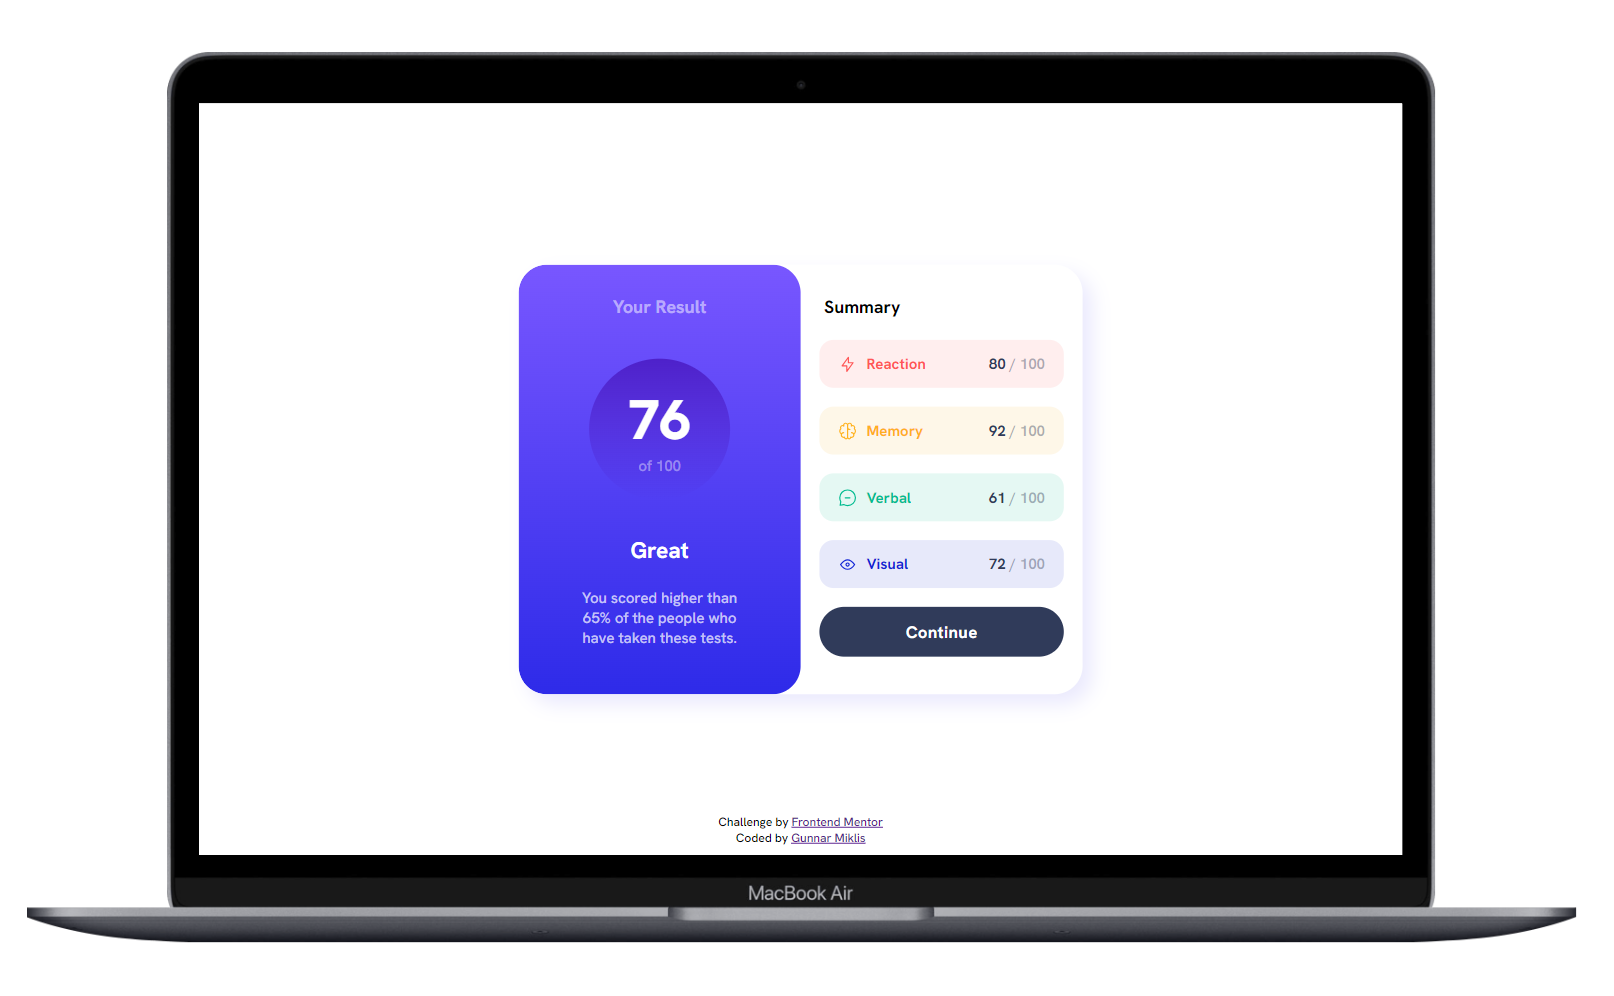 Your Result
76
of 100
Great
You scored higher than
65% of the people who
have taken these tests.
Summary
Reaction 80 / 100
Memory 92 / 100
Verbal 61 / 100
Visual 72 / 100
Continue
Challenge by Frontend Mentor
Coded by Gunnar Miklis
MacBook Air